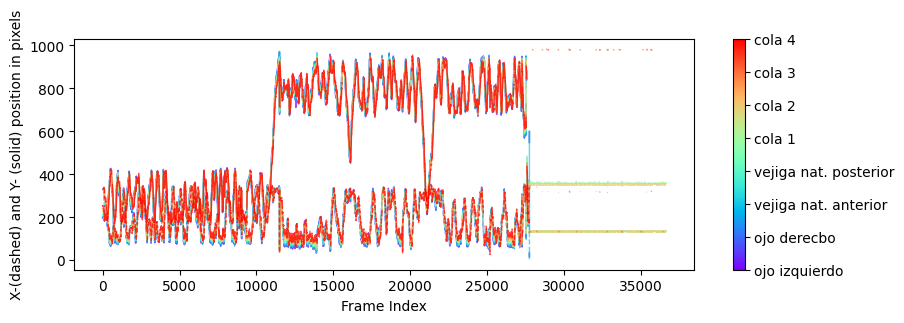 X-(dashed) and Y- (solid) position in pixels
1000
800
600
400
200
0
0 5000 10000 15000 20000 25000 30000 35000
Frame Index
cola 4
cola 3
cola 2
cola 1
vejiga nat. posterior
vejiga nat. anterior
ojo derecbo
ojo izquierdo